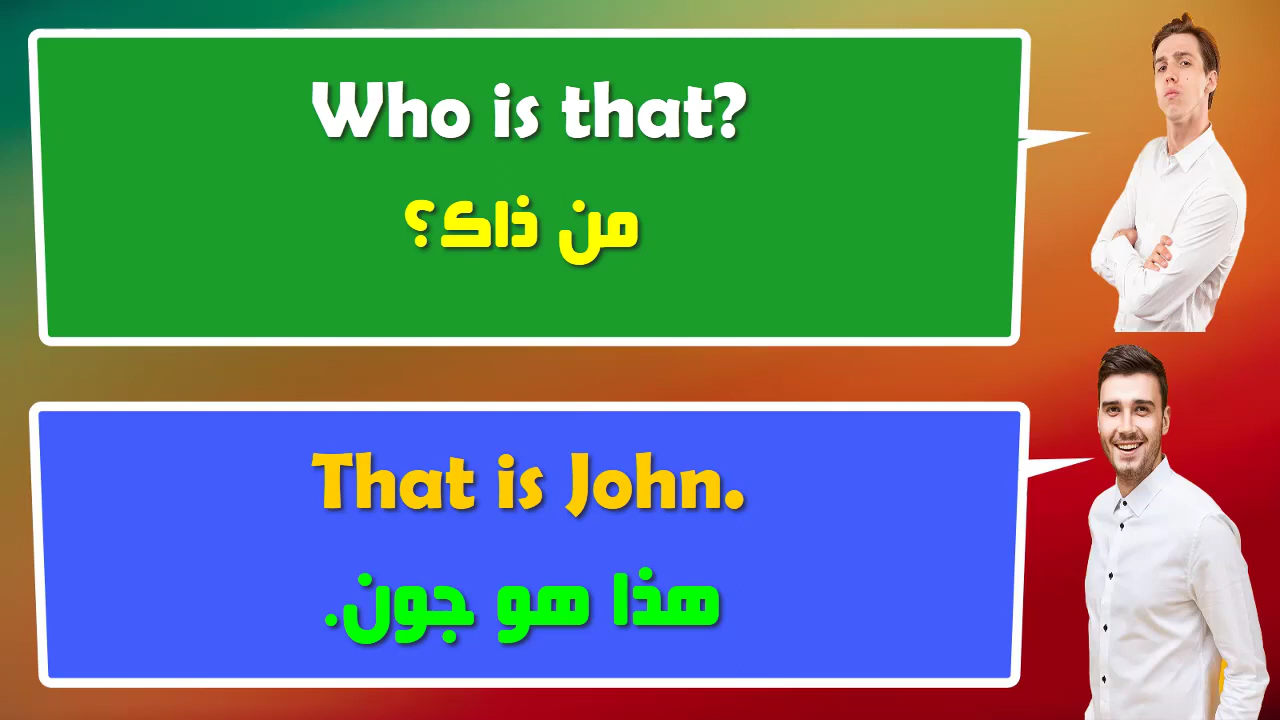 Who is that?
من ذاك؟
That is John.
هذا هو جون.